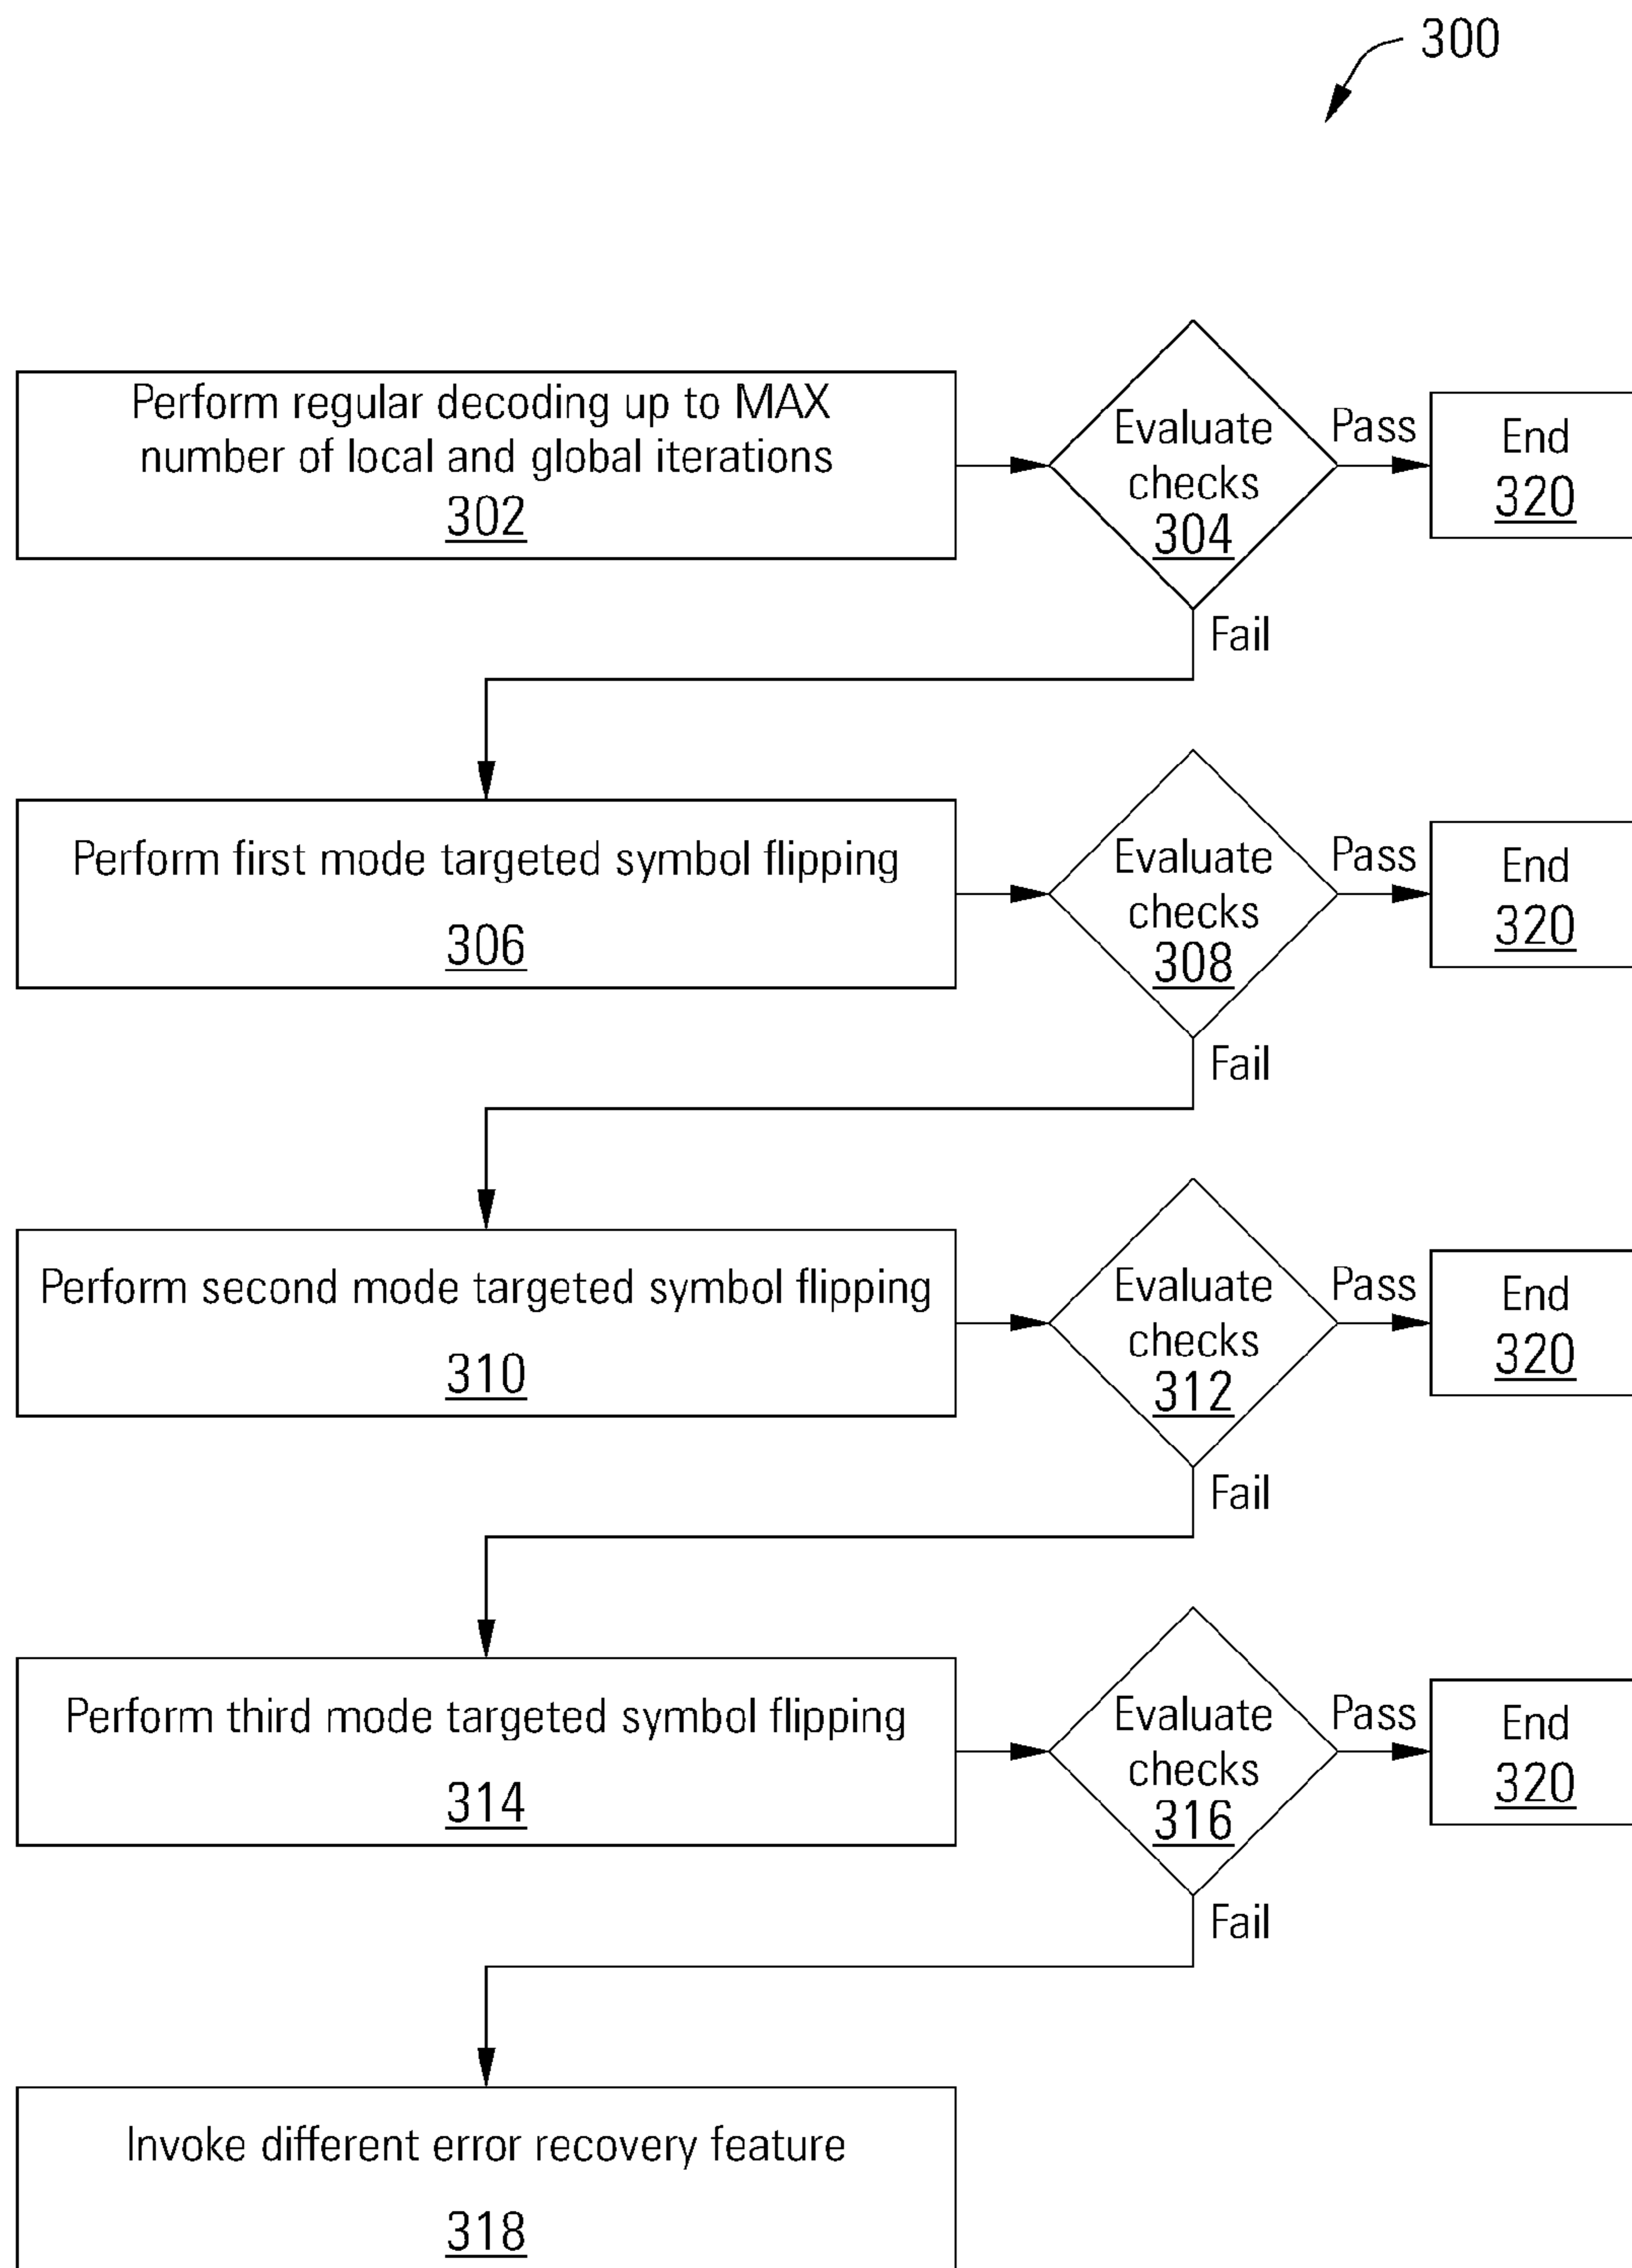 300
Perform regular decoding up to MAX
number of local and global iterations
302
Evaluate
checks
304
Pass
End
320
Fail
Perform first mode targeted symbol flipping
306
Evaluate
checks
308
Pass
End
320
Fail
Perform second mode targeted symbol flipping
310
Evaluate
checks
312
Pass
End
320
Fail
Perform third mode targeted symbol flipping
314
Evaluate
checks
316
Pass
End
320
Fail
Invoke different error recovery feature
318